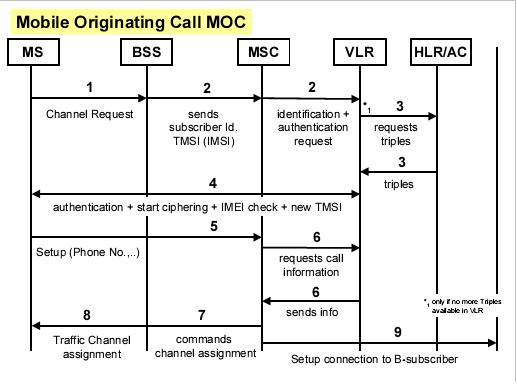 Mobile Originating Call MOC
MS BSS MSC VLR HLR/AC
1 2 2 *1 3
Channel Request sends identification + requests
subscriber Id. authentication triples
TMSI (IMSI) request
3
triples
4
authentication + start ciphering + IMEI check + new TMSI
5
Setup (Phone No.,..)
6
requests call
information
6
sends info
*1 only if no more Triples
available in VLR
8 7 9
Traffic Channel commands
assignment channel assignment
Setup connection to B-subscriber